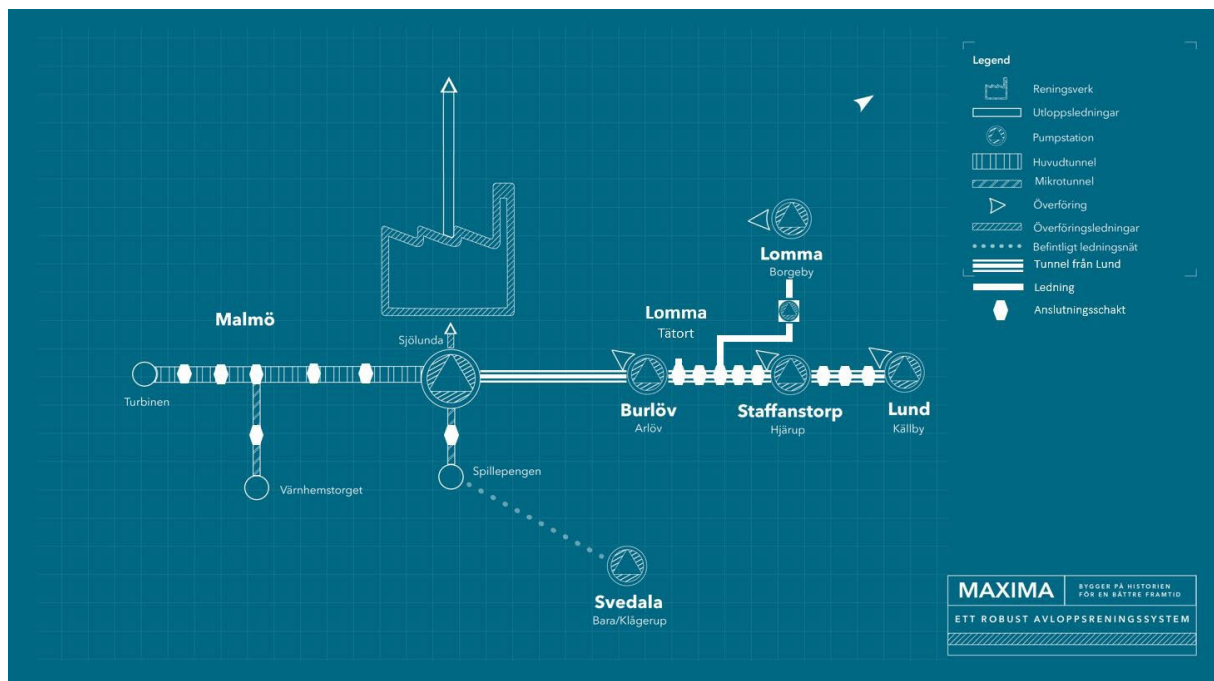 Legend
Reningsverk
Utloppsledningar
Pumpstation
Huvudtunnel
Mikrotunnel
Överföring
Överföringsledningar
Befintligt ledningsnät
Tunnel från Lund
Ledning
Anslutningsschakt
Lomma
Borgeby
Malmö
Lomma
Tätort
Sjölunda
Turbinen
Burlöv
Arlöv
Staffanstorp
Hjärup
Lund
Källby
Värnhemstorget
Spillepengen
Svedala
Bara/Klågerup
MAXIMA
BYGGER PÅ HISTORIEN
FÖR EN BÄTTRE FRAMTID
ETT ROBUST AVLOPPSRENINGSSYSTEM